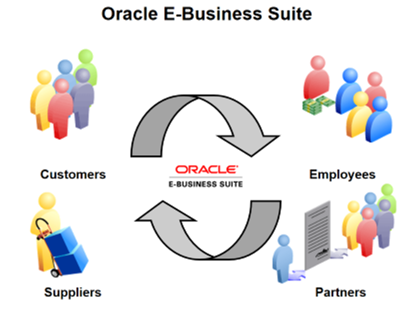 Oracle E-Business Suite
Customers
Employees
ORACLE®
E-BUSINESS SUITE
Suppliers
Partners